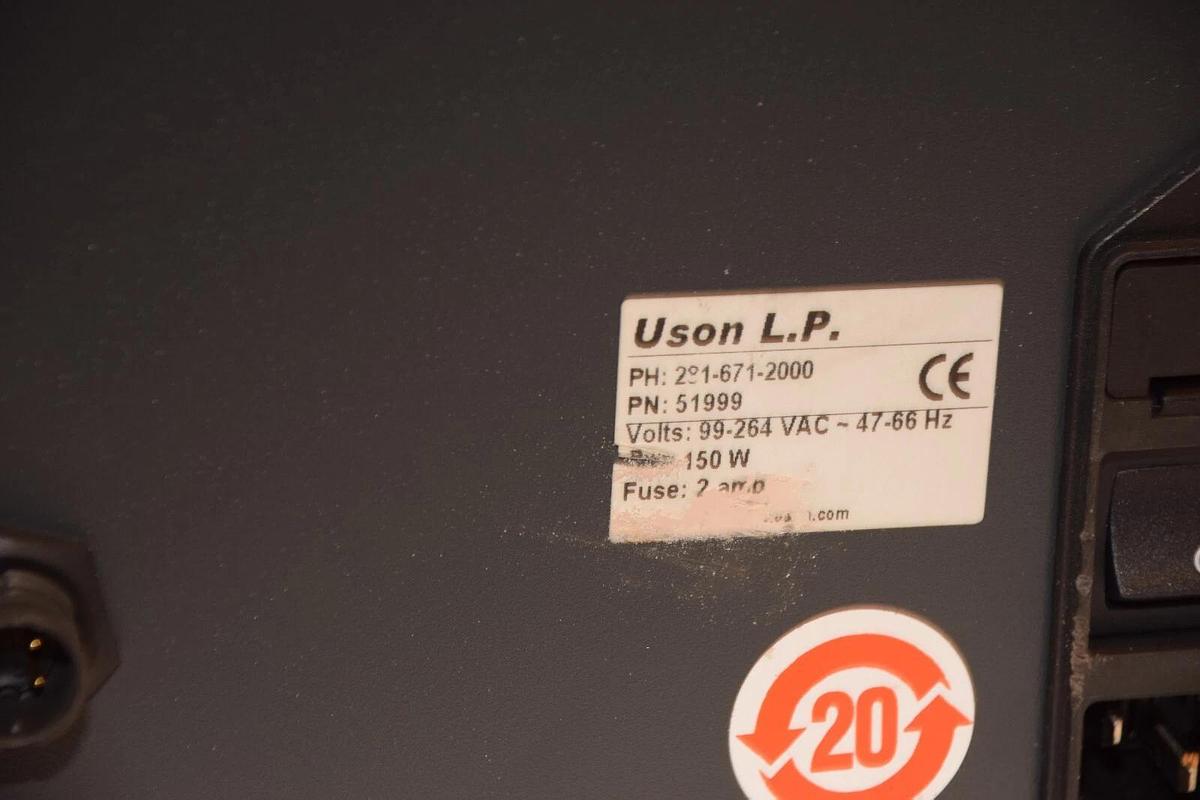 Uson L.P.
PH: 281-671-2000
CE
PN: 51999
Volts: 99-264 VAC ~ 47-66 Hz
150 W
Fuse: 2 amp
.com
20